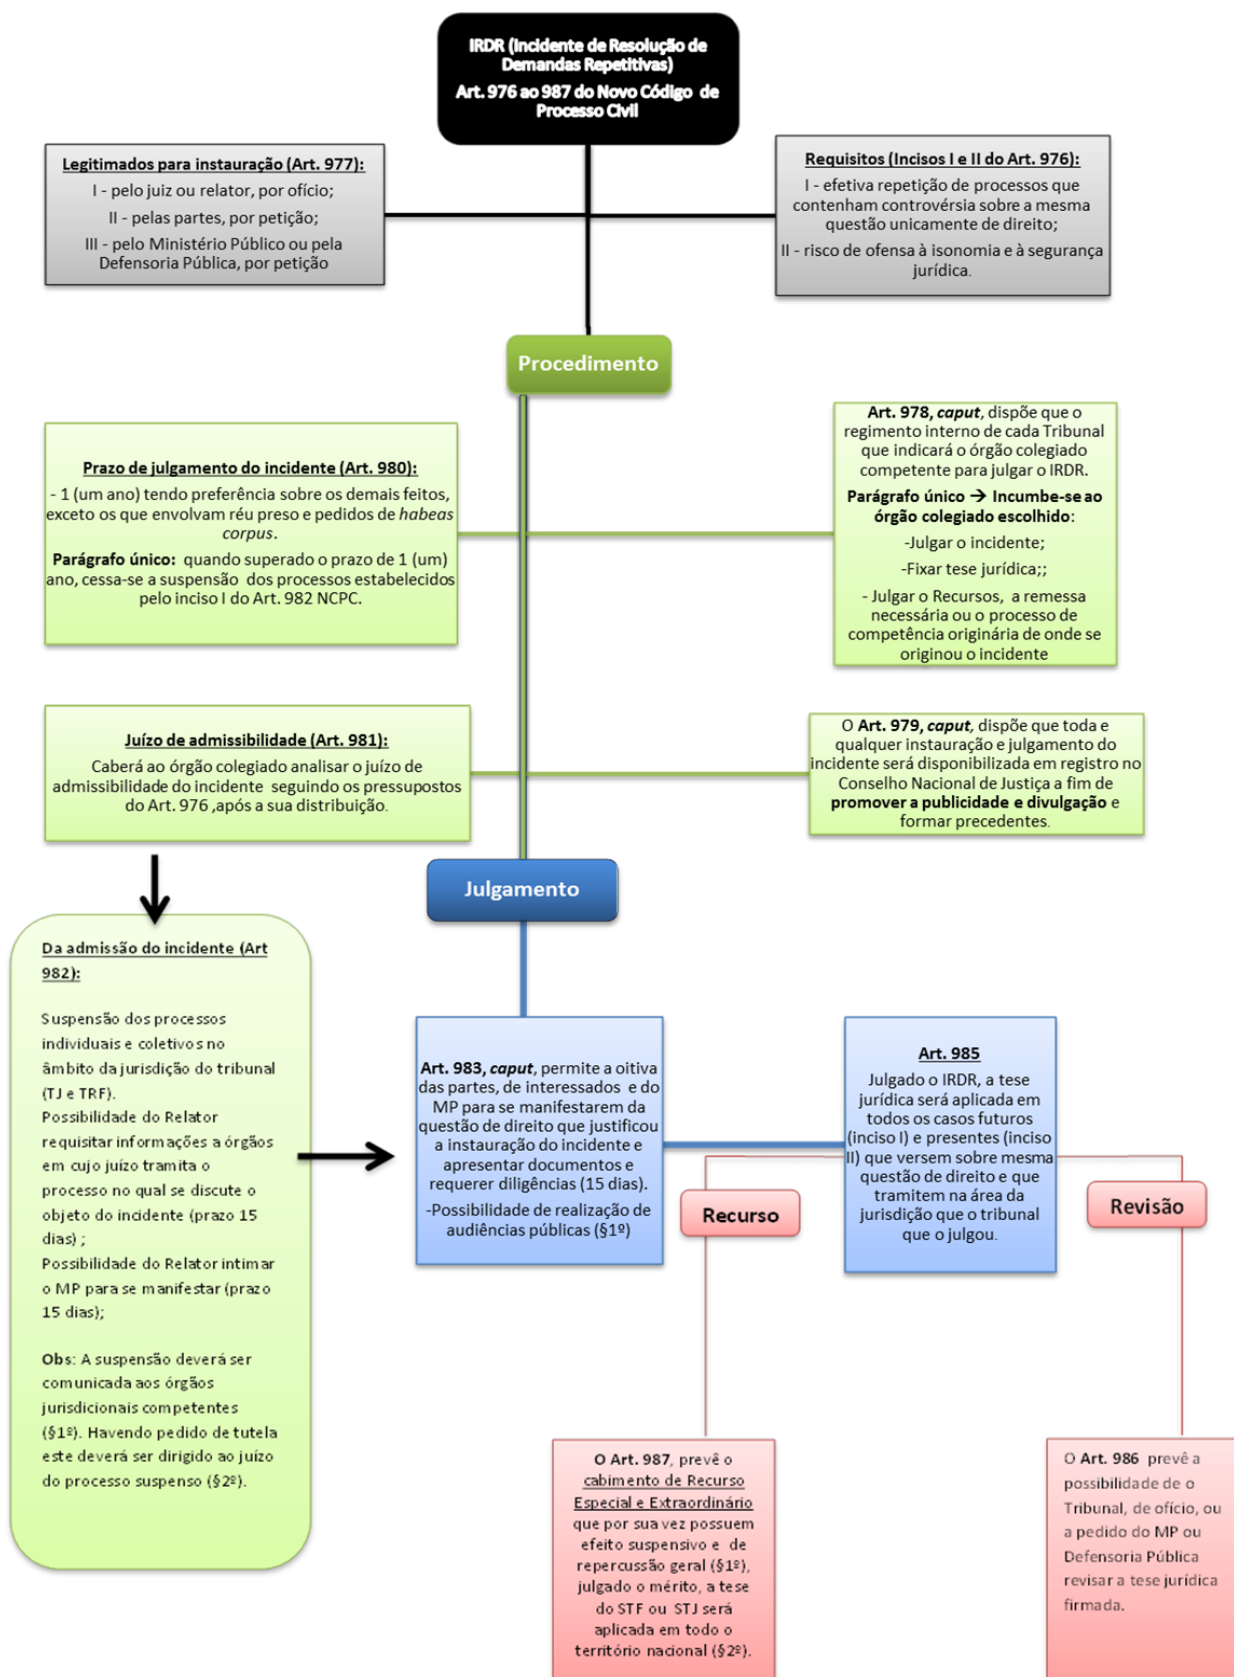 IRDR (Incidente de Resolução de
Demandas Repetitivas)
Art. 976 ao 987 do Novo Código de
Processo Civil
Legitimados para instauração (Art. 977):
I - pelo juiz ou relator, por ofício;
II - pelas partes, por petição;
III - pelo Ministério Público ou pela
Defensoria Pública, por petição
Requisitos (Incisos I e II do Art. 976):
I - efetiva repetição de processos que
contenham controvérsia sobre a mesma
questão unicamente de direito;
II - risco de ofensa à isonomia e à segurança
jurídica.
Procedimento
Prazo de julgamento do incidente (Art. 980):
- 1 (um ano) tendo preferência sobre os demais feitos,
exceto os que envolvam réu preso e pedidos de habeas
corpus.
Parágrafo único: quando superado o prazo de 1 (um)
ano, cessa-se a suspensão dos processos estabelecidos
pelo inciso I do Art. 982 NCPC.
Art. 978, caput, dispõe que o
regimento interno de cada Tribunal
que indicará o órgão colegiado
competente para julgar o IRDR.
Parágrafo único → Incumbe-se ao
órgão colegiado escolhido:
-Julgar o incidente;
-Fixar tese jurídica;;
- Julgar o Recursos, a remessa
necessária ou o processo de
competência originária de onde se
originou o incidente
Juízo de admissibilidade (Art. 981):
Caberá ao órgão colegiado analisar o juízo de
admissibilidade do incidente seguindo os pressupostos
do Art. 976 ,após a sua distribuição.
O Art. 979, caput, dispõe que toda e
qualquer instauração e julgamento do
incidente será disponibilizada em registro no
Conselho Nacional de Justiça a fim de
promover a publicidade e divulgação e
formar precedentes.
Julgamento
Da admissão do incidente (Art
982):
Suspensão dos processos
individuais e coletivos no
âmbito da jurisdição do tribunal
(TJ e TRF).
Possibilidade do Relator
requisitar informações a órgãos
em cujo juízo tramita o
processo no qual se discute o
objeto do incidente (prazo 15
dias) ;
Possibilidade do Relator intimar
o MP para se manifestar (prazo
15 dias);
Obs: A suspensão deverá ser
comunicada aos órgãos
jurisdicionais competentes
(§1º). Havendo pedido de tutela
este deverá ser dirigido ao juízo
do processo suspenso (§2º).
Art. 983, caput, permite a oitiva
das partes, de interessados e do
MP para se manifestarem da
questão de direito que justificou
a instauração do incidente e
apresentar documentos e
requerer diligências (15 dias).
-Possibilidade de realização de
audiências públicas (§1º)
Art. 985
Julgado o IRDR, a tese
jurídica será aplicada em
todos os casos futuros
(inciso I) e presentes (inciso
II) que versem sobre mesma
questão de direito e que
tramitem na área da
jurisdição que o tribunal
que o julgou.
Recurso
Revisão
O Art. 987, prevê o
cabimento de Recurso
Especial e Extraordinário
que por sua vez possuem
efeito suspensivo e de
repercussão geral (§1º),
julgado o mérito, a tese
do STF ou STJ será
aplicada em todo o
território nacional (§2º).
O Art. 986 prevê a
possibilidade de o
Tribunal, de ofício, ou
a pedido do MP ou
Defensoria Pública
revisar a tese jurídica
firmada.